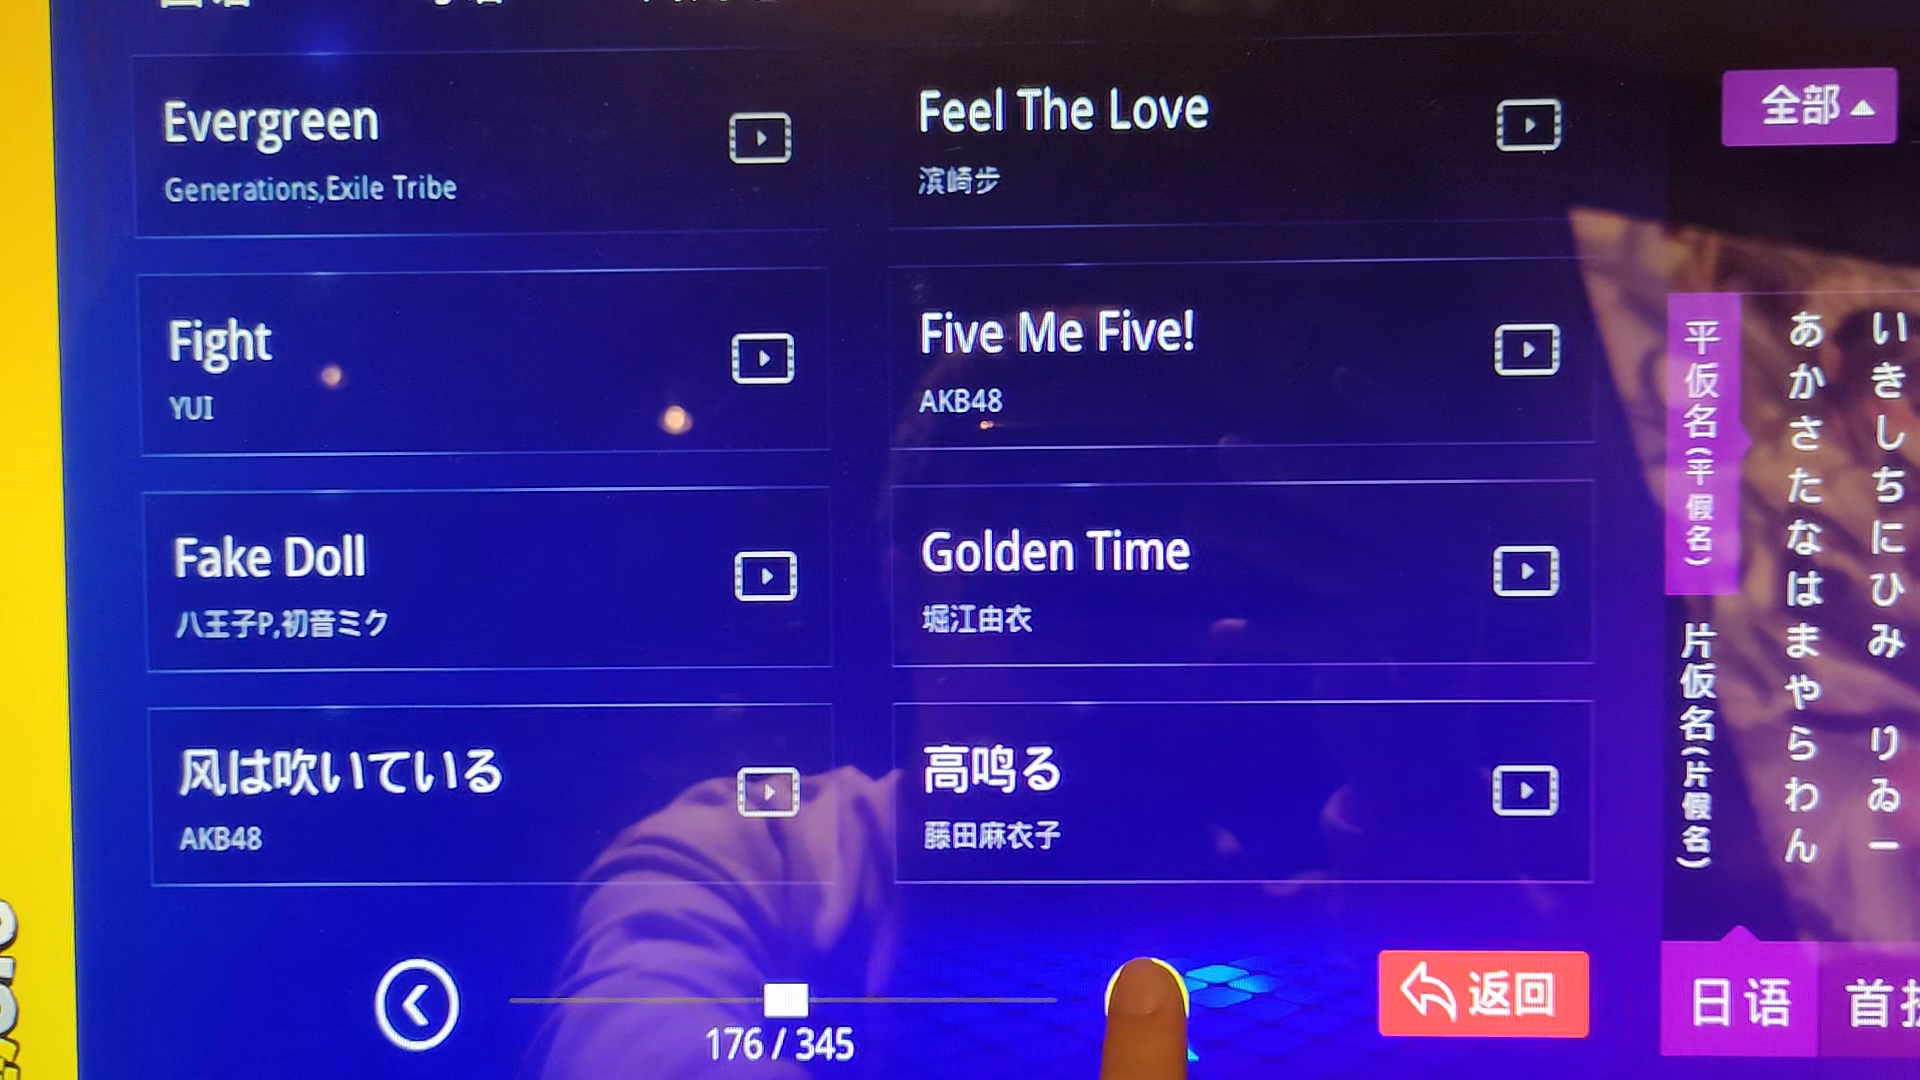 Evergreen
Generations,Exile Tribe
Feel The Love
滨崎步
Fight
YUI
Five Me Five!
AKB48
Fake Doll
八王子P,初音ミク
Golden Time
堀江由衣
风は吹いている
AKB48
高鸣る
藤田麻衣子
176 / 345
返回
全部
平仮名(平假名)
片仮名(片假名)
あかさたなはまやらわん
いきしちにひみ りゐー
日语
首